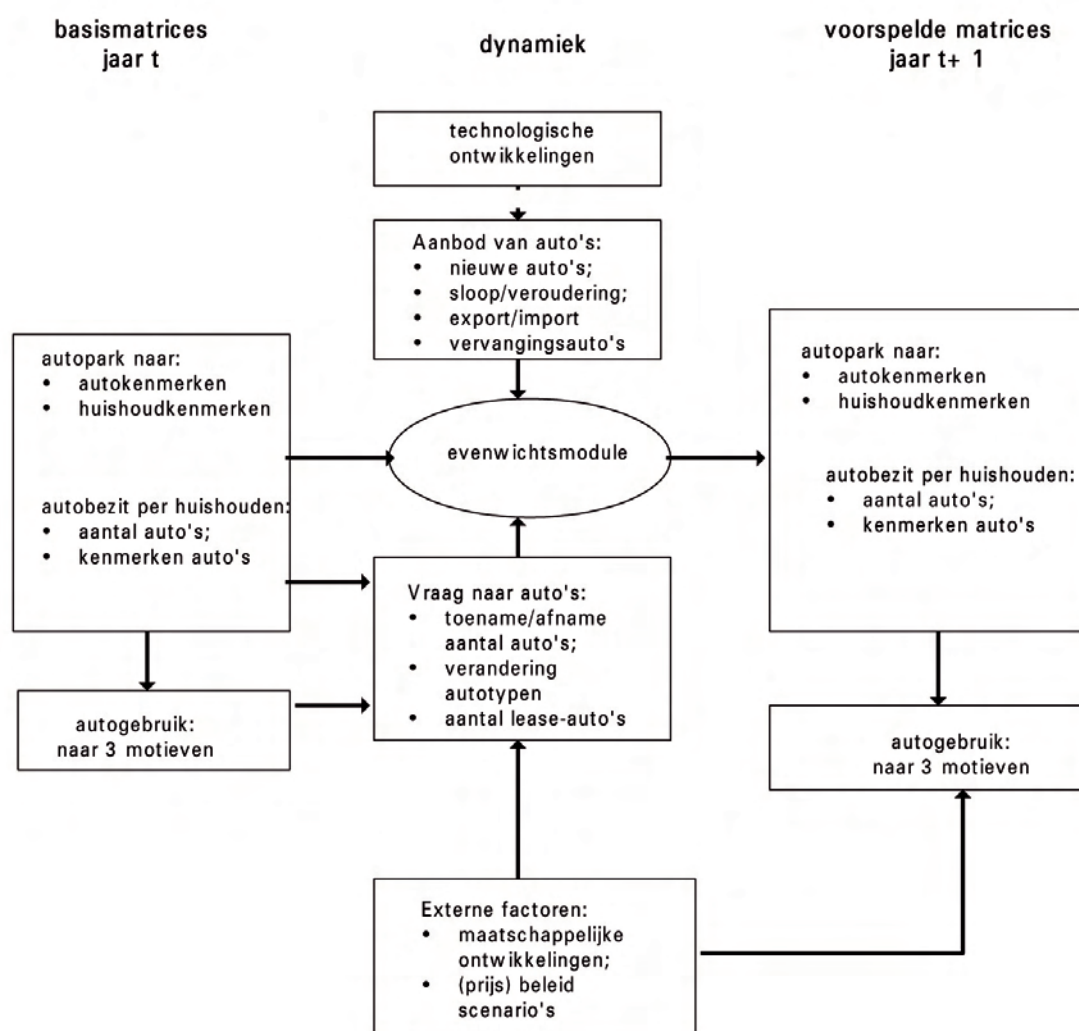 basismatrices
jaar t
dynamiek
voorspelde matrices
jaar t+ 1
technologische
ontwikkelingen
Aanbod van auto's:
• nieuwe auto's;
• sloop/veroudering;
• export/import
• vervangingsauto's
autopark naar:
• autokenmerken
• huishoudkenmerken
autobezit per huishouden:
• aantal auto's;
• kenmerken auto's
evenwichtsmodule
autopark naar:
• autokenmerken
• huishoudkenmerken
autobezit per huishouden:
• aantal auto's;
• kenmerken auto's
Vraag naar auto's:
• toename/afname
aantal auto's;
• verandering
autotypen
• aantal lease-auto's
autogebruik:
naar 3 motieven
autogebruik:
naar 3 motieven
Externe factoren:
• maatschappelijke
ontwikkelingen;
• (prijs) beleid
scenario's